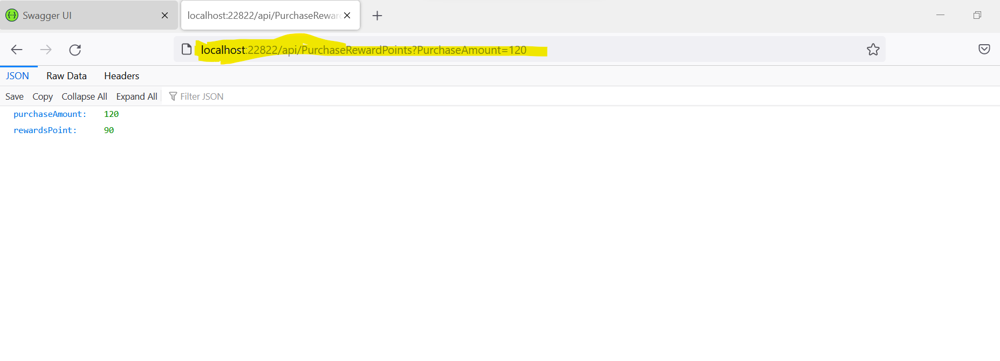 Swagger UI
localhost:22822/api/PurchaseRewar
localhost:22822/api/PurchaseRewardPoints?PurchaseAmount=120
JSON Raw Data Headers
Save Copy Collapse All Expand All Filter JSON
purchaseAmount: 120
rewardsPoint: 90